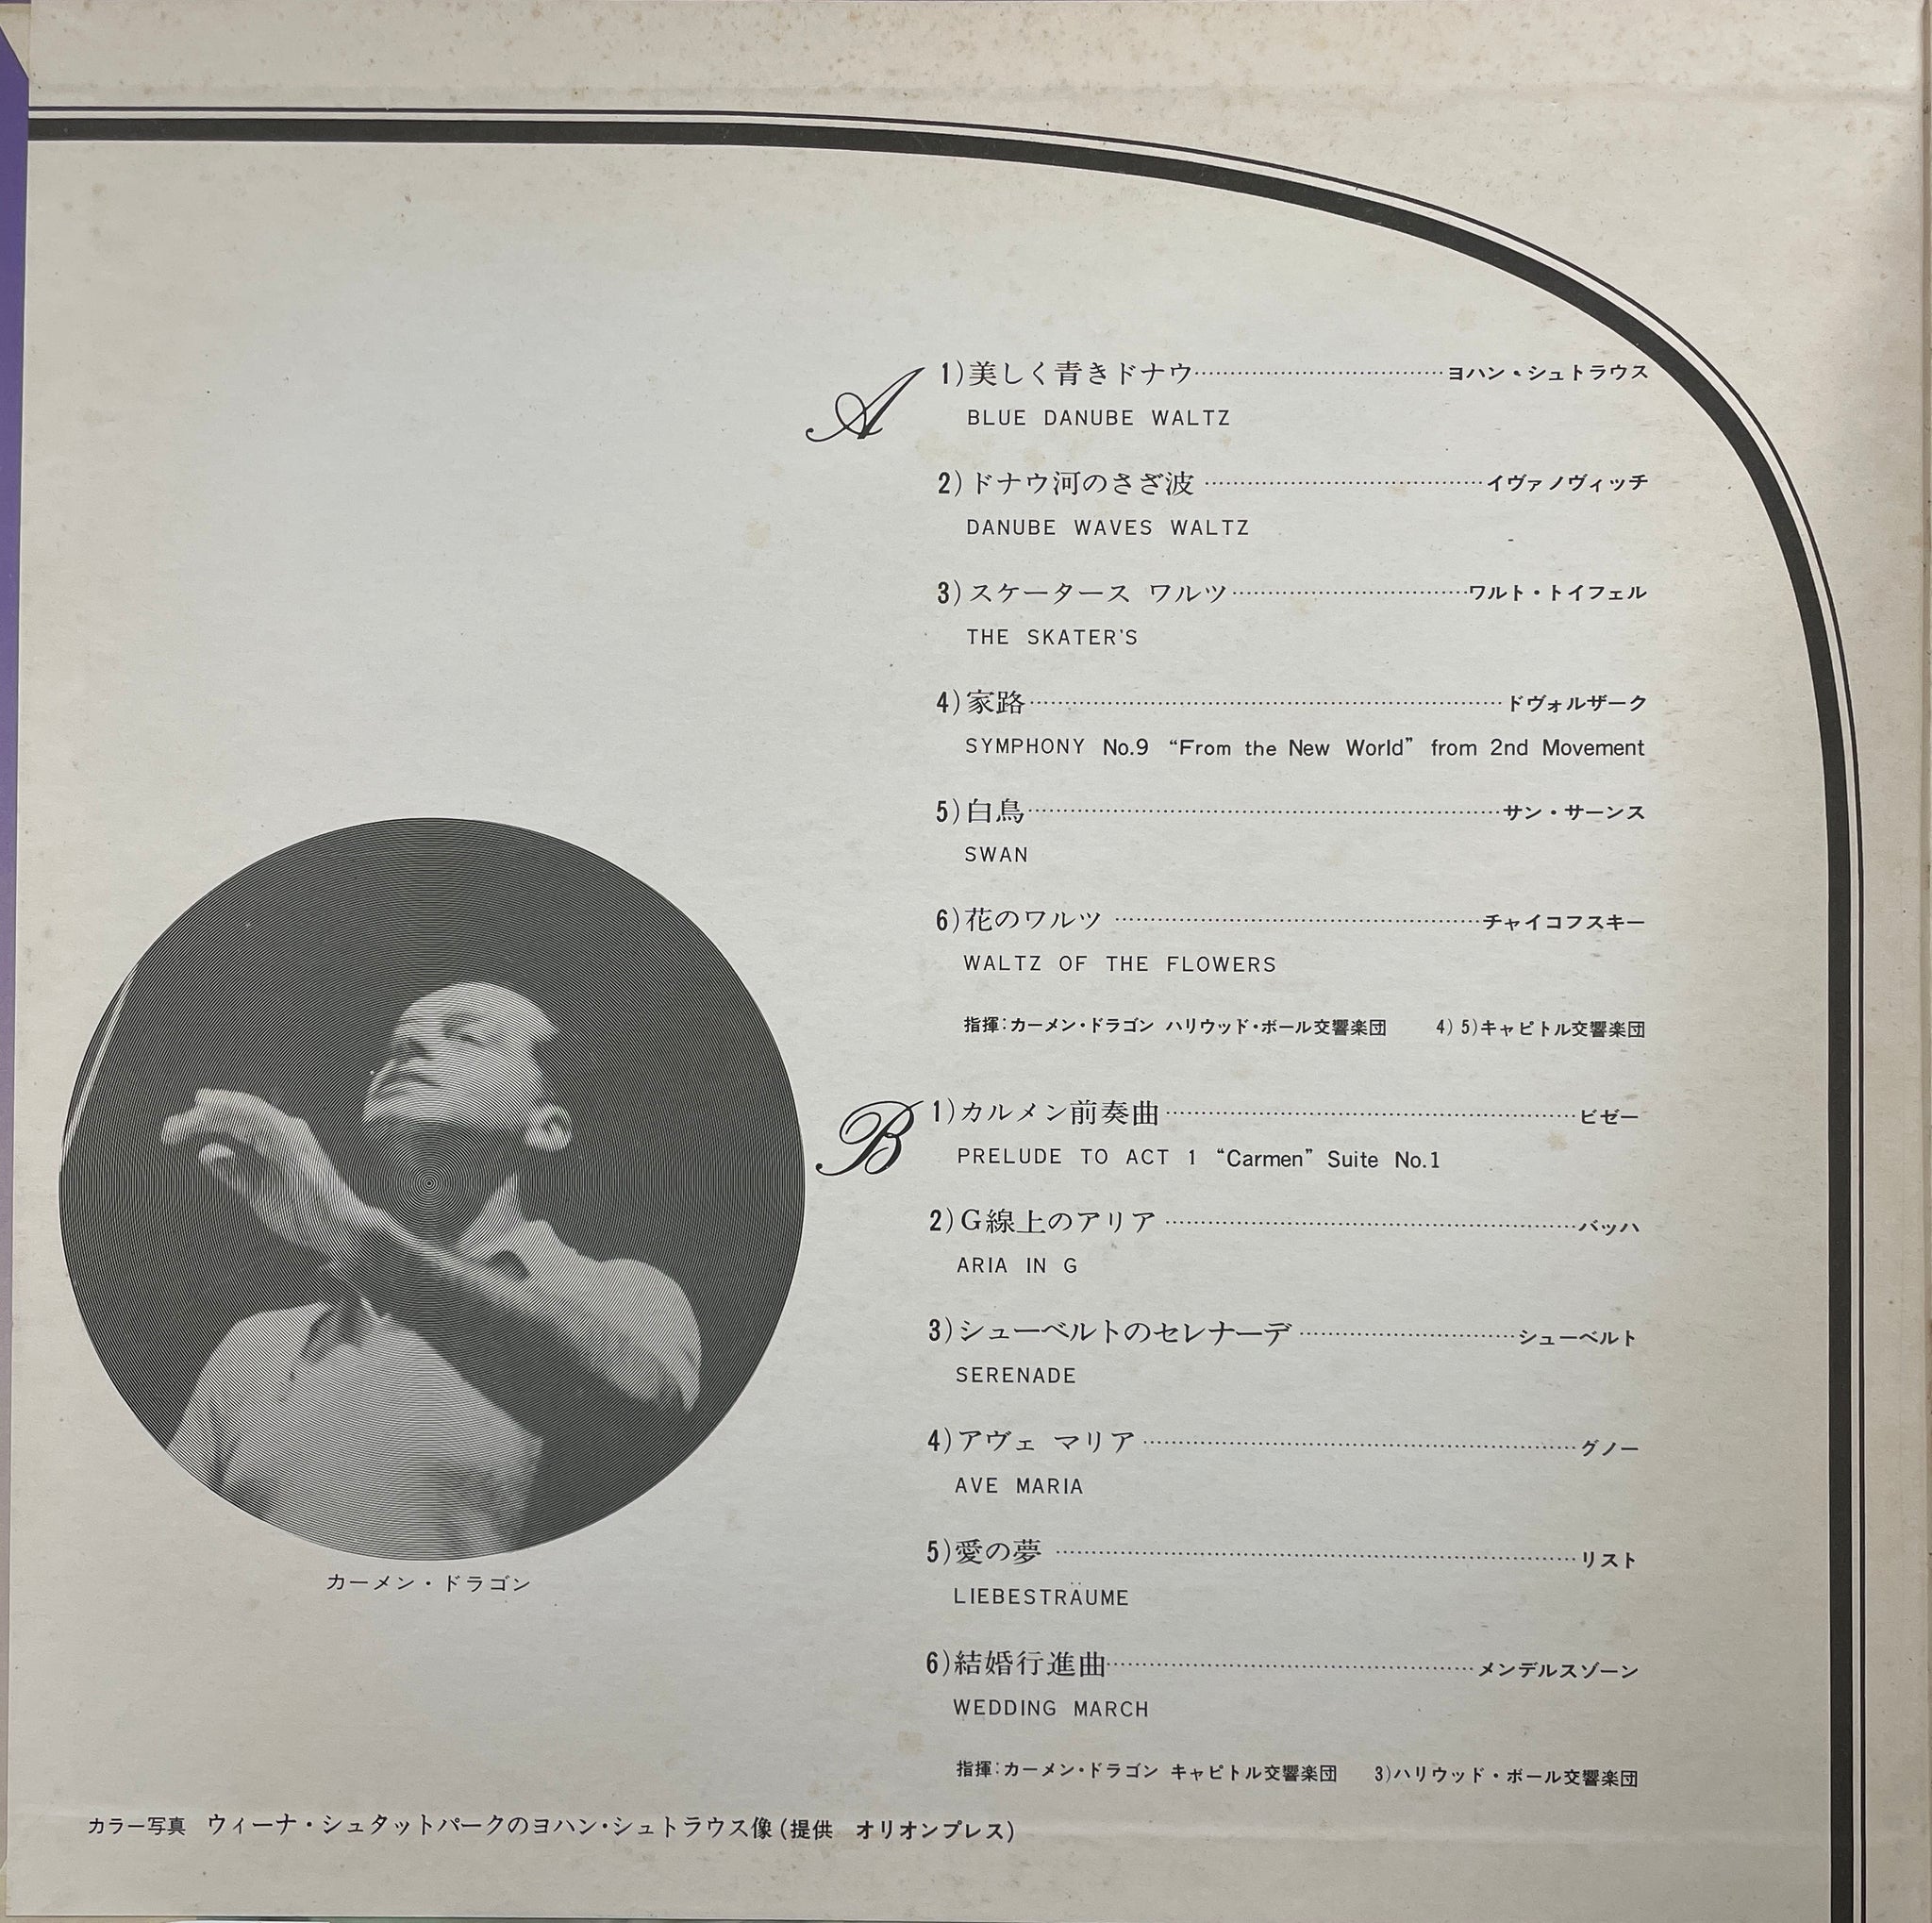 A
1)美しく青きドナウ………ヨハン・シュトラウス
BLUE DANUBE WALTZ
2)ドナウ河のさざ波………イヴァノヴィッチ
DANUBE WAVES WALTZ
3)スケータース ワルツ………ワルト・トイフェル
THE SKATER'S
4)家路………ドヴォルザーク
SYMPHONY No.9 “From the New World” from 2nd Movement
5)白鳥………サン・サーンス
SWAN
6)花のワルツ………チャイコフスキー
WALTZ OF THE FLOWERS
指揮:カーメン・ドラゴン ハリウッド・ボール交響楽団 4)5)キャピトル交響楽団
B
1)カルメン前奏曲………ビゼー
PRELUDE TO ACT 1 “Carmen” Suite No.1
2)G線上のアリア………バッハ
ARIA IN G
3)シューベルトのセレナーデ………シューベルト
SERENADE
4)アヴェ マリア………グノー
AVE MARIA
5)愛の夢………リスト
LIEBESTRÄUME
6)結婚行進曲………メンデルスゾーン
WEDDING MARCH
指揮:カーメン・ドラゴン キャピトル交響楽団 3)ハリウッド・ボール交響楽団
カーメン・ドラゴン
カラー写真 ウィーナ・シュタットパークのヨハン・シュトラウス像(提供 オリオンプレス)